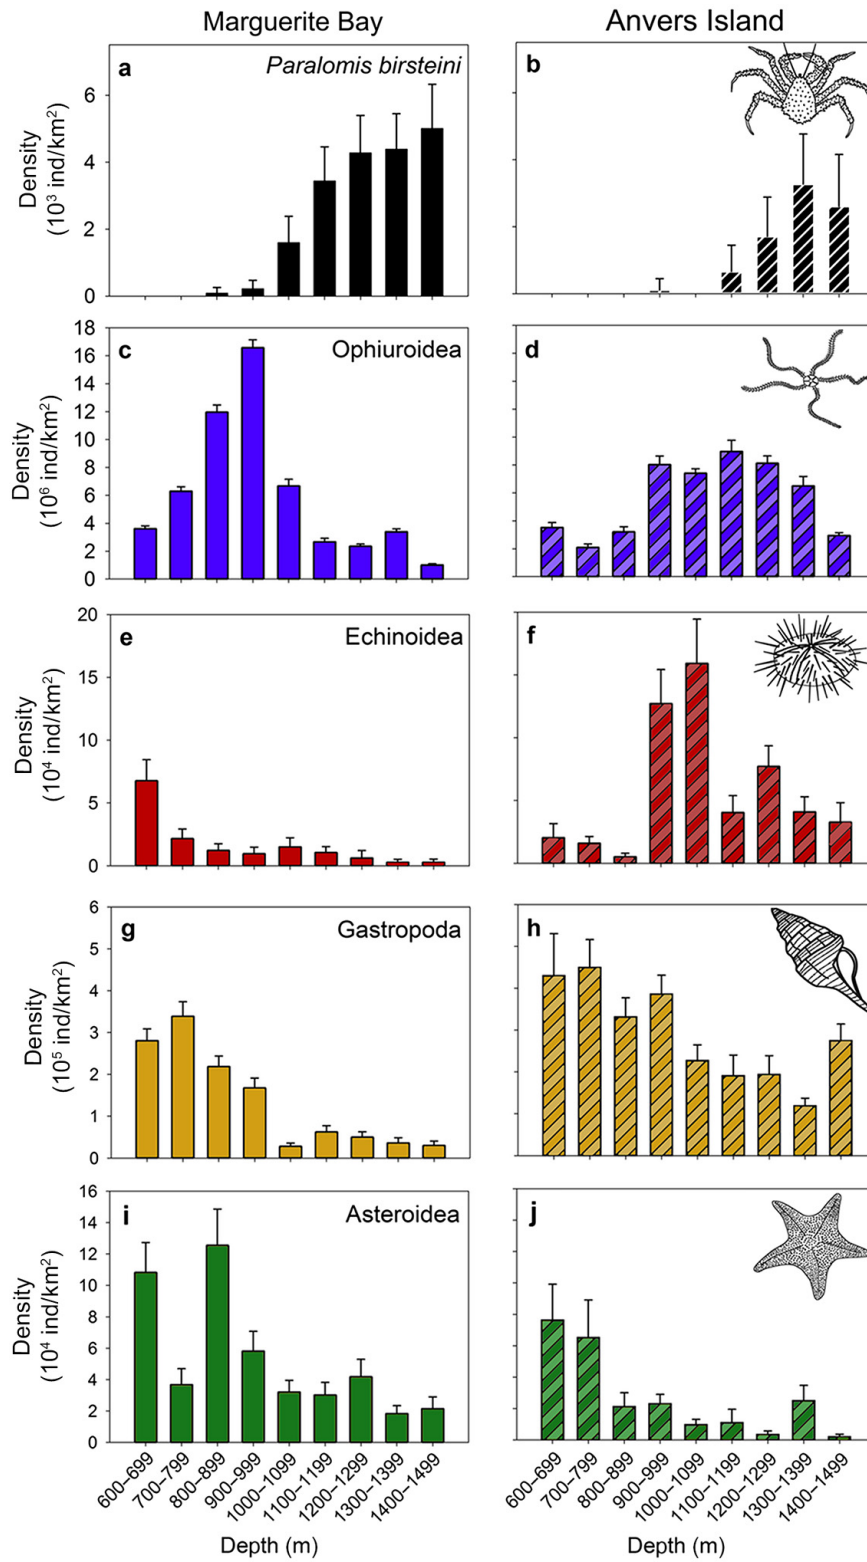 Marguerite Bay
Anvers Island
a
Paralomis birsteini
b
Density
(10³ ind/km²)
6
4
2
0
c
Ophiuroidea
d
Density
(10⁶ ind/km²)
18
16
14
12
10
8
6
4
2
0
e
Echinoidea
f
Density
(10⁴ ind/km²)
20
15
10
5
0
g
Gastropoda
h
Density
(10⁵ ind/km²)
6
5
4
3
2
1
0
i
Asteroidea
j
Density
(10⁴ ind/km²)
16
14
12
10
8
6
4
2
0
600–699
700–799
800–899
900–999
1000–1099
1100–1199
1200–1299
1300–1399
1400–1499
600–699
700–799
800–899
900–999
1000–1099
1100–1199
1200–1299
1300–1399
1400–1499
Depth (m)
Depth (m)